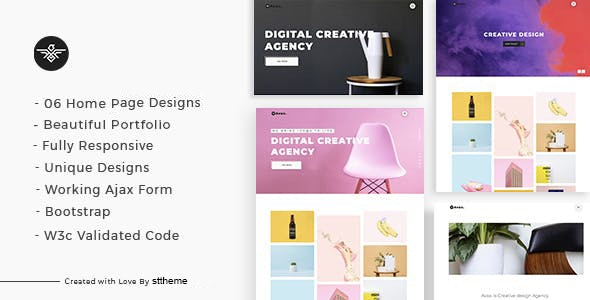 - 06 Home Page Designs
- Beautiful Portfolio
- Fully Responsive
- Unique Designs
- Working Ajax Form
- Bootstrap
- W3c Validated Code
Created with Love By sttheme
DIGITAL CREATIVE
AGENCY
DIGITAL CREATIVE
AGENCY
CREATIVE DESIGN
Avas is Creative design Agency.